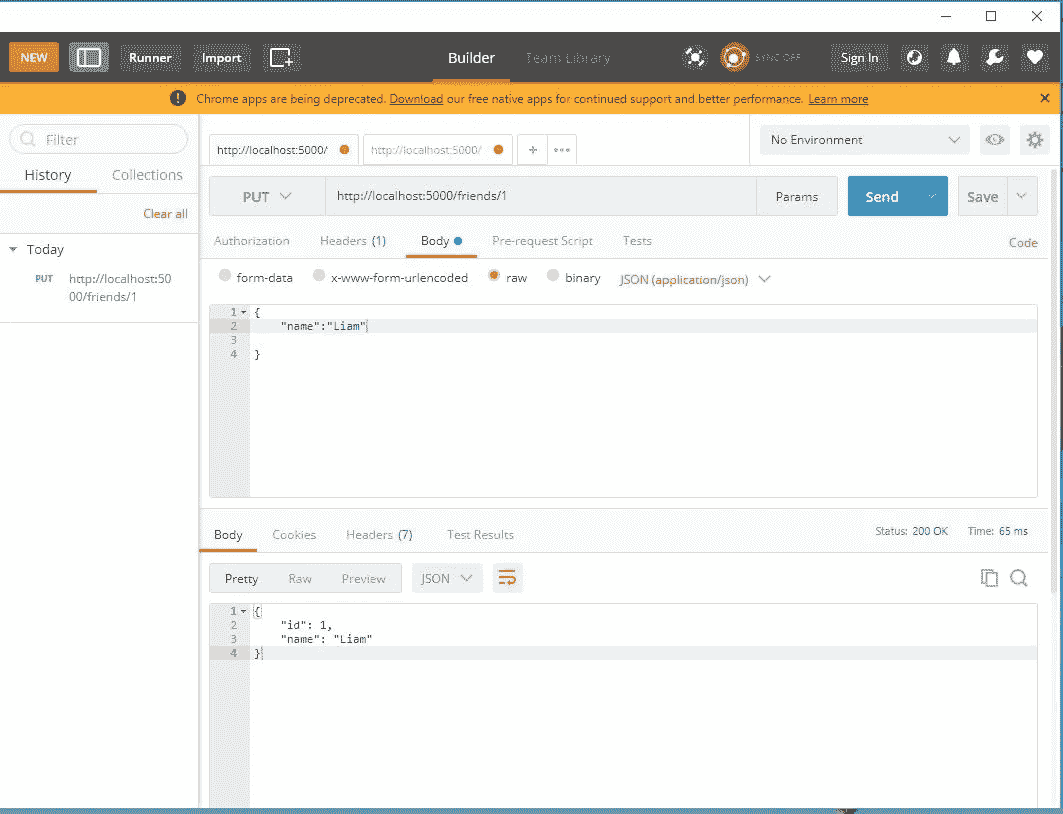 NEW Runner Import Builder Team Library SYNC OFF Sign In
Chrome apps are being deprecated. Download our free native apps for continued support and better performance. Learn more
Filter
History Collections
Clear all
Today
PUT http://localhost:50
00/friends/1
http://localhost:5000/ http://localhost:5000/ No Environment
PUT http://localhost:5000/friends/1 Params Send Save
Authorization Headers (1) Body Pre-request Script Tests Code
form-data x-www-form-urlencoded raw binary JSON (application/json)
1 {
2 "name":"Liam"
3
4 }
Body Cookies Headers (7) Test Results Status: 200 OK Time: 65 ms
Pretty Raw Preview JSON
1 {
2 "id": 1,
3 "name": "Liam"
4 }